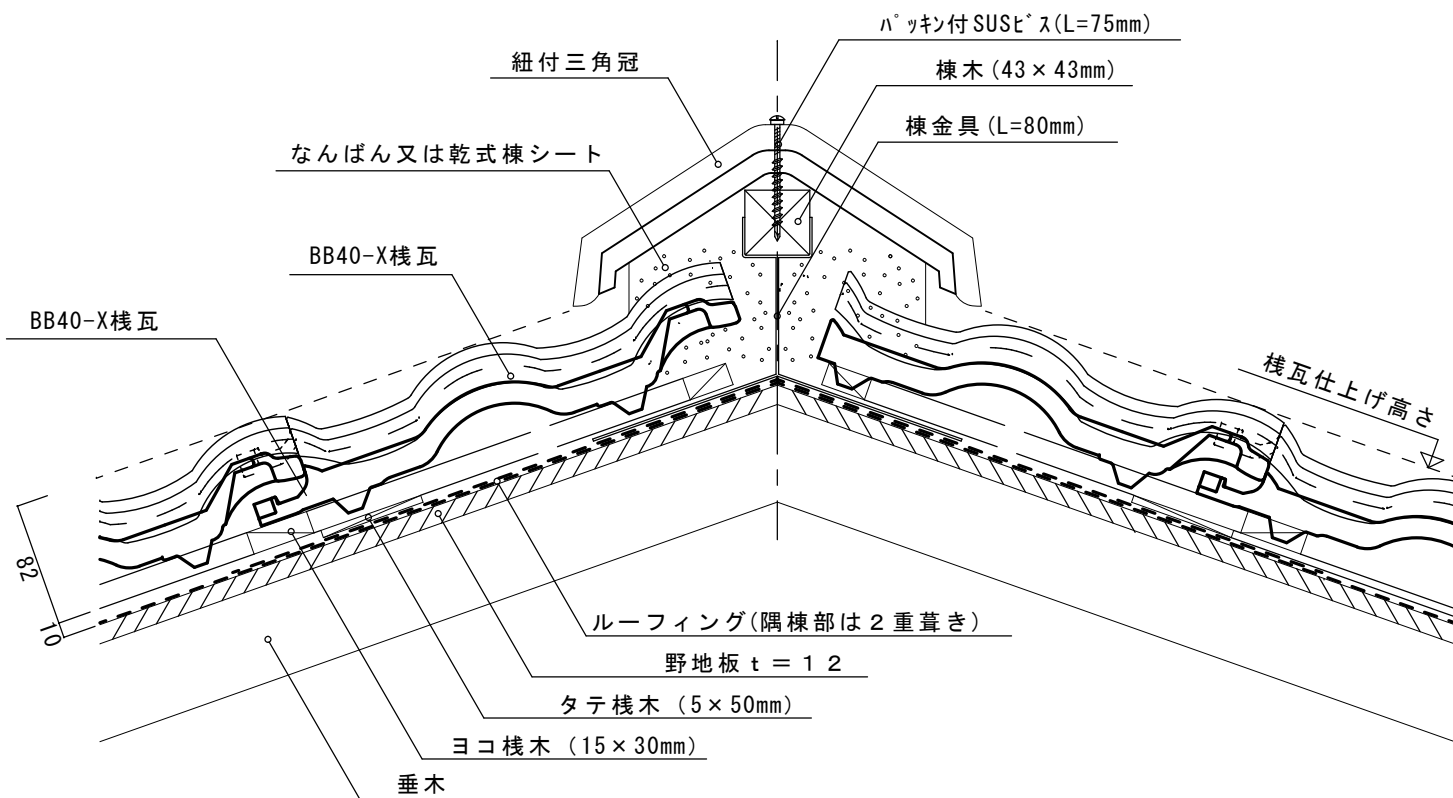 パッキン付SUSビス(L=75mm)
紐付三角冠
棟木(43×43mm)
棟金具(L=80mm)
なんばん又は乾式棟シート
BB40-X桟瓦
BB40-X桟瓦
桟瓦仕上げ高さ
82
10
ルーフィング(隅棟部は２重葺き)
野地板ｔ＝１２
タテ桟木（5×50mm）
ヨコ桟木（15×30mm）
垂木